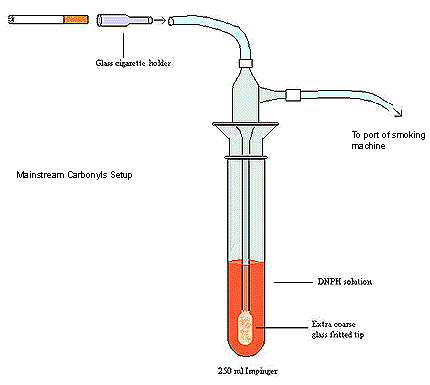 Glass cigarette holder
To port of smoking
machine
Mainstream Carbonyls Setup
DNPH solution
Extra coarse
glass fritted tip
250 ml Impinger